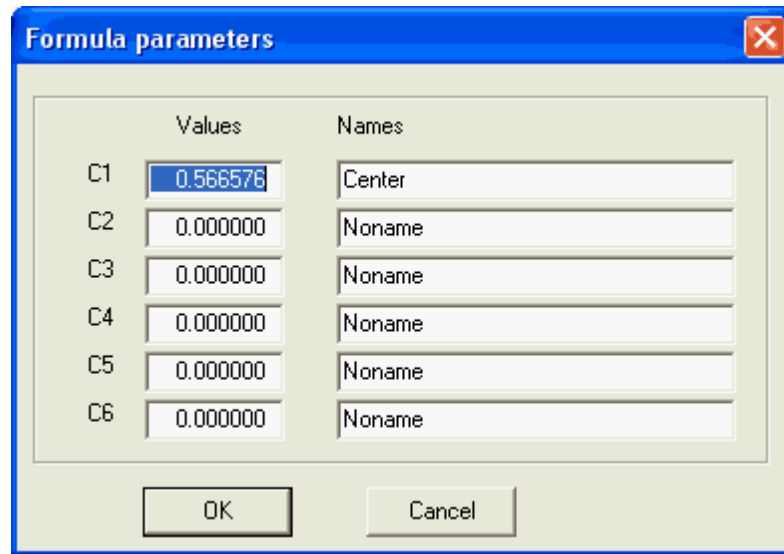 Formula parameters
Values Names
C1 0.566576 Center
C2 0.000000 Noname
C3 0.000000 Noname
C4 0.000000 Noname
C5 0.000000 Noname
C6 0.000000 Noname
OK Cancel